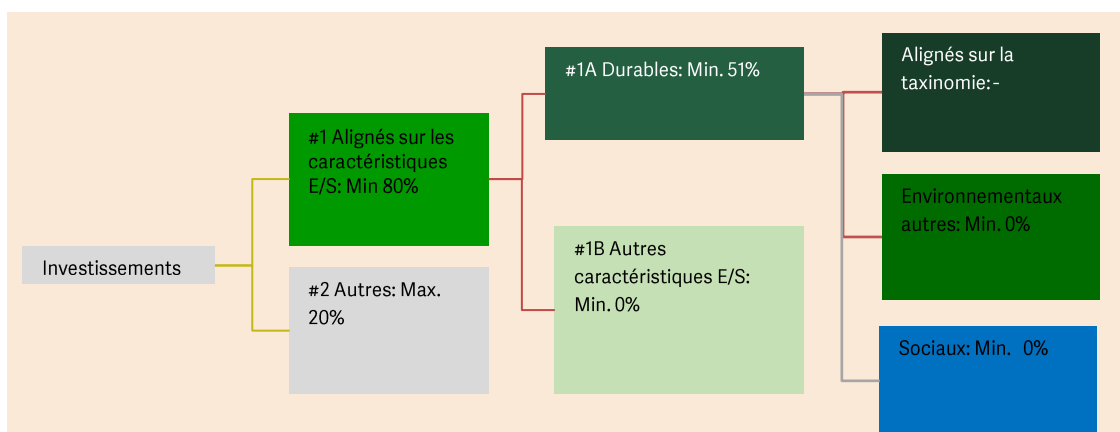 Investissements
#1 Alignés sur les
caractéristiques
E/S: Min 80%
#2 Autres: Max.
20%
#1A Durables: Min. 51%
#1B Autres
caractéristiques E/S:
Min. 0%
Alignés sur la
taxinomie:-
Environnementaux
autres: Min. 0%
Sociaux: Min. 0%